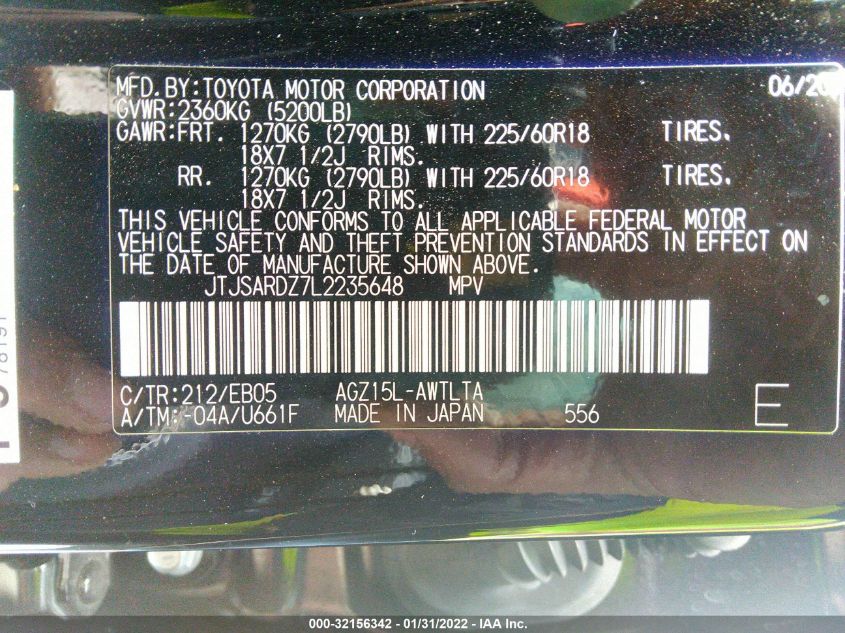 MFD.BY:TOYOTA MOTOR CORPORATION 06/20
GVWR:2360KG (5200LB)
GAWR:FRT. 1270KG (2790LB) WITH 225/60R18 TIRES.
18X7 1/2J RIMS.
RR. 1270KG (2790LB) WITH 225/60R18 TIRES.
18X7 1/2J RIMS.
THIS VEHICLE CONFORMS TO ALL APPLICABLE FEDERAL MOTOR
VEHICLE SAFETY AND THEFT PREVENTION STANDARDS IN EFFECT ON
THE DATE OF MANUFACTURE SHOWN ABOVE.
JTJSARDZ7L2235648 MPV
C/TR:212/EB05 AGZ15L-AWTLTA
A/TM:-04A/U661F MADE IN JAPAN 556 E
000-32156342 - 01/31/2022 - IAA Inc.